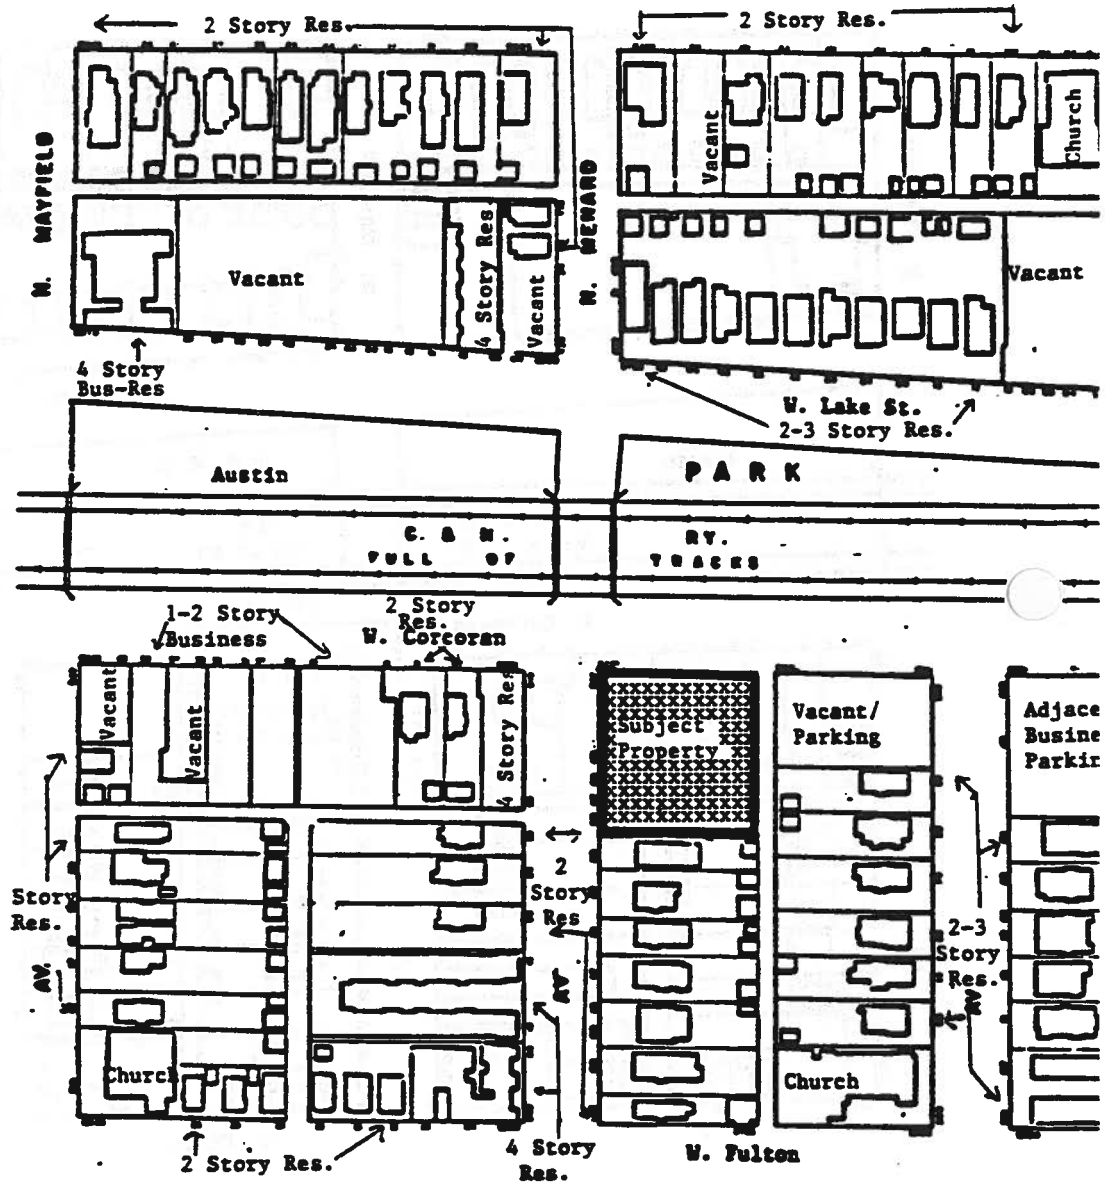 2 Story Res.
2 Story Res.
N. MAYFIELD
Vacant
4 Story Res.
Vacant
N. MENARD
Vacant
Church
Vacant
4 Story
Bus-Res
W. Lake St.
2-3 Story Res.
Austin
PARK
C. & N.
RY.
FULL OF
TRACKS
1-2 Story
Business
2 Story
Res.
W. Corcoran
Vacant
Vacant
4 Story Res
Subject
Property
Vacant/
Parking
Adjace
Busine
Parkin
Story
Res.
AV.
2
Story
Res
AV
2-3
Story
Res.
AV
Church
Church
2 Story Res.
4 Story
Res.
W. Fulton